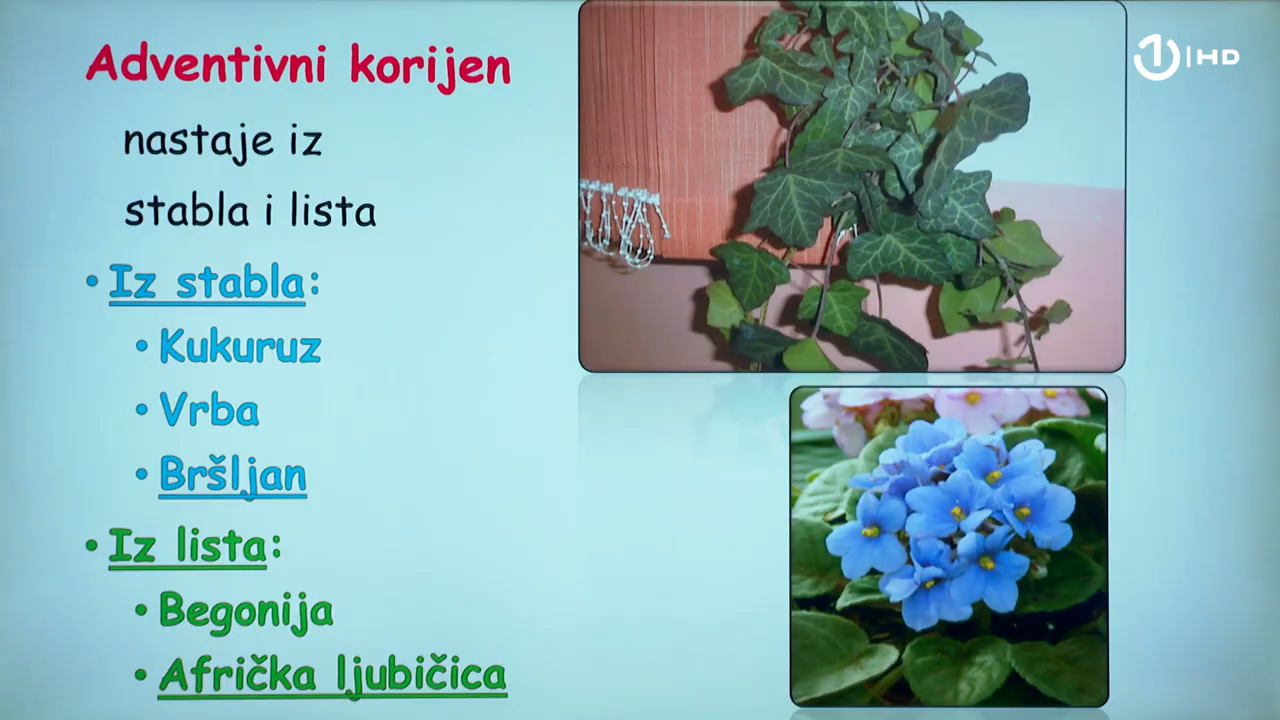 Adventivni korijen
nastaje iz
stabla i lista
• Iz stabla:
• Kukuruz
• Vrba
• Bršljan
• Iz lista:
• Begonija
• Afrička ljubičica
1 | HD